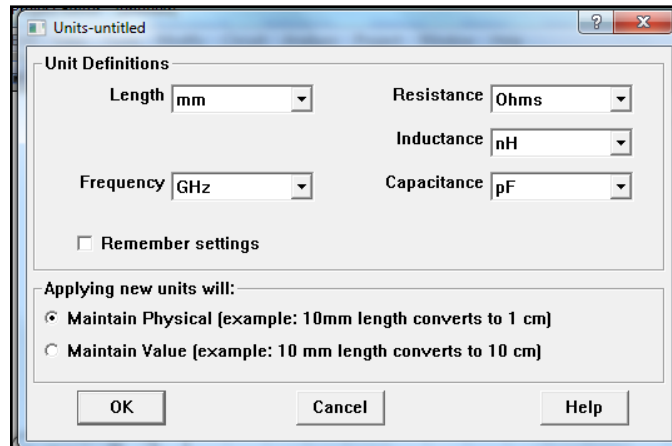 Units-untitled
Unit Definitions
Length mm
Resistance Ohms
Inductance nH
Frequency GHz
Capacitance pF
Remember settings
Applying new units will:
Maintain Physical (example: 10mm length converts to 1 cm)
Maintain Value (example: 10 mm length converts to 10 cm)
OK Cancel Help